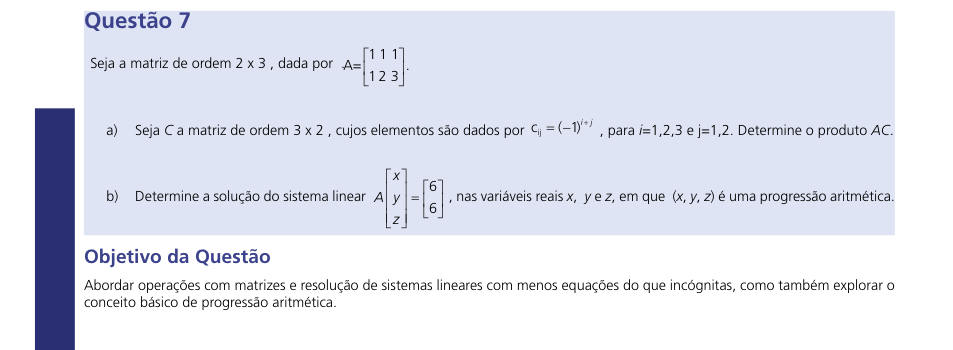 Questão 7
Seja a matriz de ordem 2 x 3 , dada por A=[1 1 1
1 2 3].
a) Seja C a matriz de ordem 3 x 2 , cujos elementos são dados por cij = (−1)^i+j , para i=1,2,3 e j=1,2. Determine o produto AC.
b) Determine a solução do sistema linear A[x y z] = [6 6] , nas variáveis reais x, y e z, em que (x, y, z) é uma progressão aritmética.
Objetivo da Questão
Abordar operações com matrizes e resolução de sistemas lineares com menos equações do que incógnitas, como também explorar o
conceito básico de progressão aritmética.